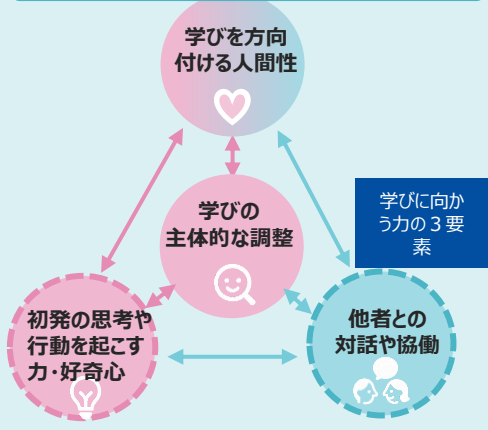 学びを方向
付ける人間性
学びの
主体的な調整
学びに向か
う力の３要
素
初発の思考や
行動を起こす
力・好奇心
他者との
対話や協働